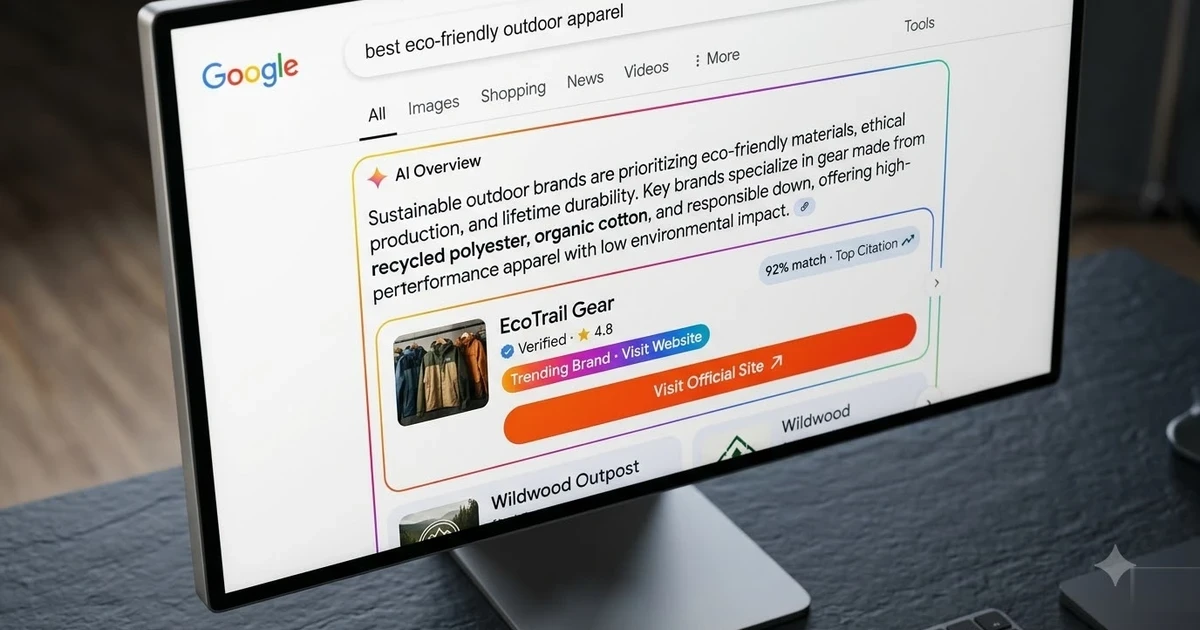 Google
best eco-friendly outdoor apparel
All Images Shopping News Videos More
Tools
AI Overview
Sustainable outdoor brands are prioritizing eco-friendly materials, ethical
production, and lifetime durability. Key brands specialize in gear made from
recycled polyester, organic cotton, and responsible down, offering high-
perterformance apparel with low environmental impact.
92% match · Top Citation
EcoTrail Gear
Verified · 4.8
Trending Brand · Visit Website
Visit Official Site
Wildwood
Wildwood Outpost